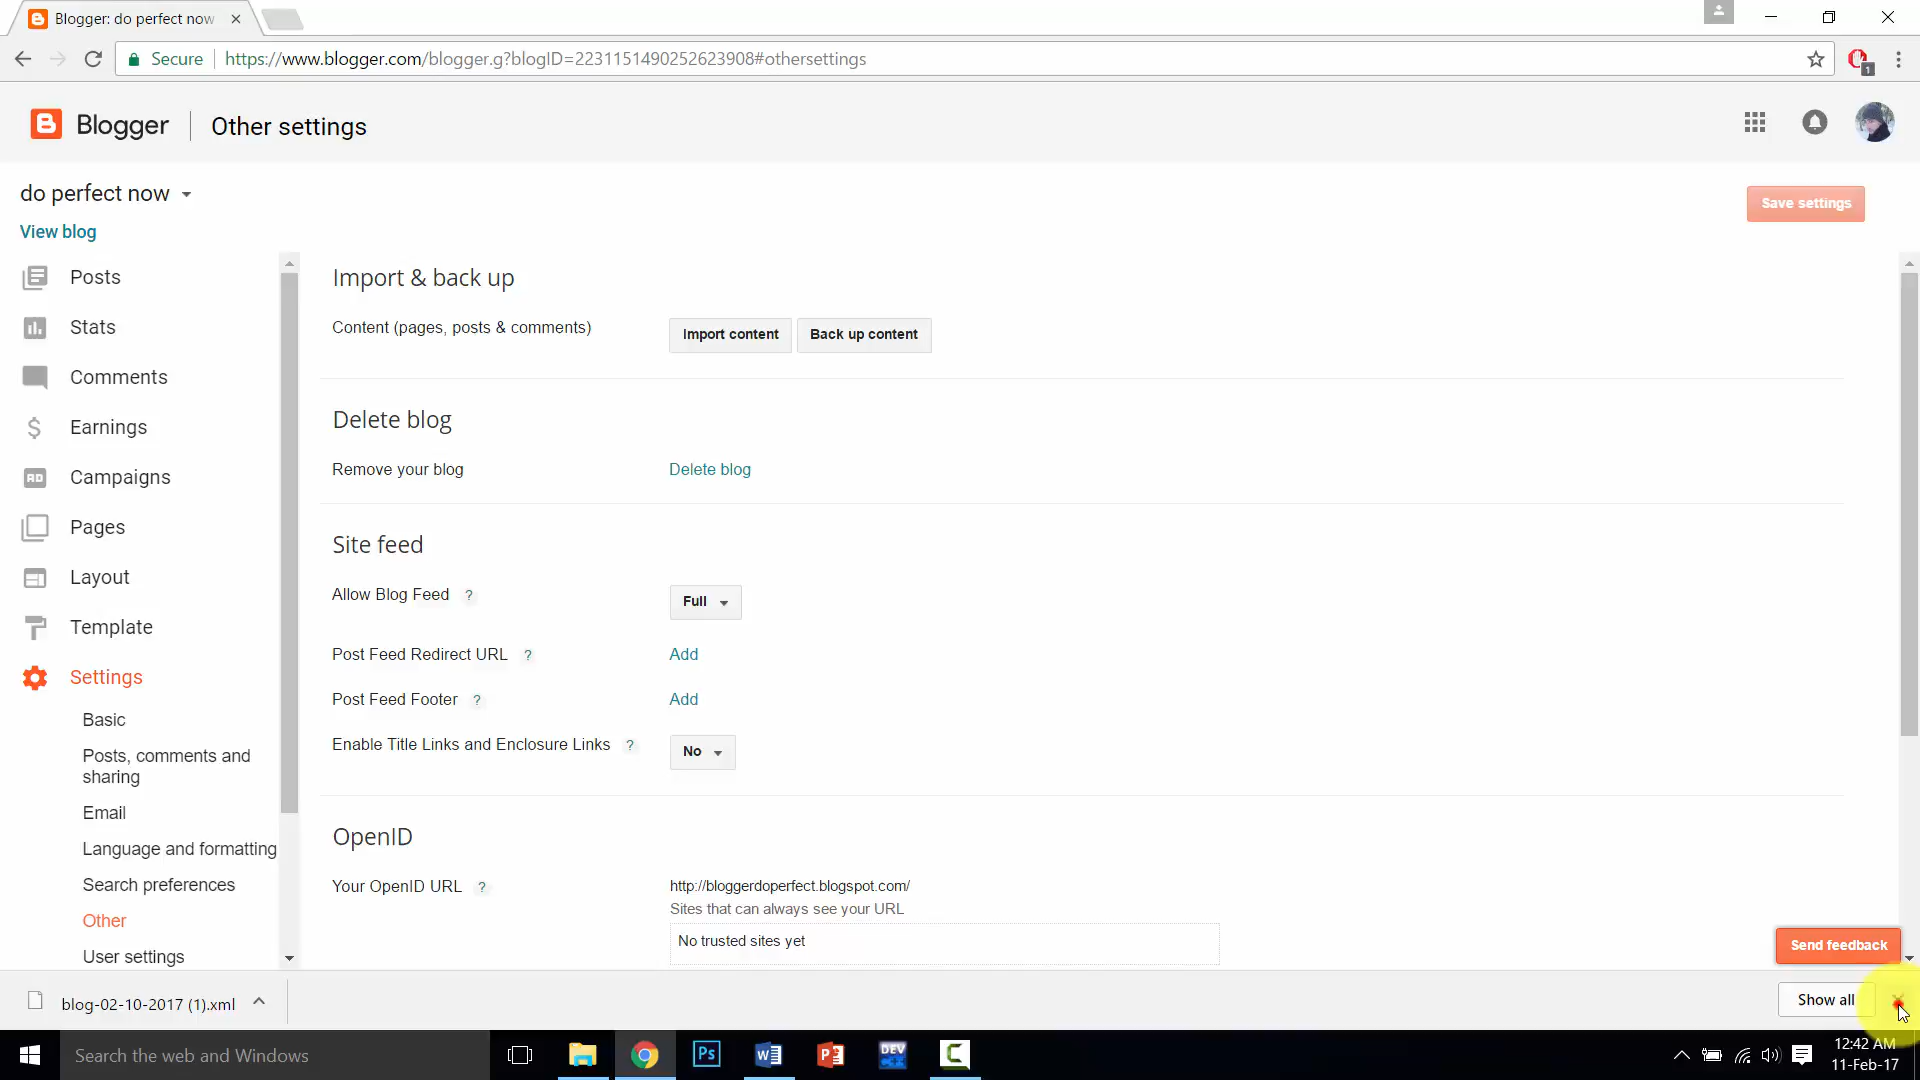 Blogger: do perfect now
Secure
https://www.blogger.com/blogger.g?blogID=2231151490252623908#othersettings
1
Blogger
Other settings
do perfect now
Save settings
View blog
Posts
Stats
Comments
Earnings
Campaigns
AD
Pages
Layout
Template
Settings
Basic
Posts, comments and
sharing
Email
Language and formatting
Search preferences
Other
User settings
Import & back up
Content (pages, posts & comments)
Import content
Back up content
Delete blog
Remove your blog
Delete blog
Site feed
Allow Blog Feed ?
Full
Post Feed Redirect URL ?
Add
Post Feed Footer ?
Add
Enable Title Links and Enclosure Links ?
No
OpenID
Your OpenID URL ?
http://bloggerdoperfect.blogspot.com/
Sites that can always see your URL
No trusted sites yet
Send feedback
blog-02-10-2017 (1).xml
Show all
Search the web and Windows
Ps
DEV
12:42 AM
11-Feb-17